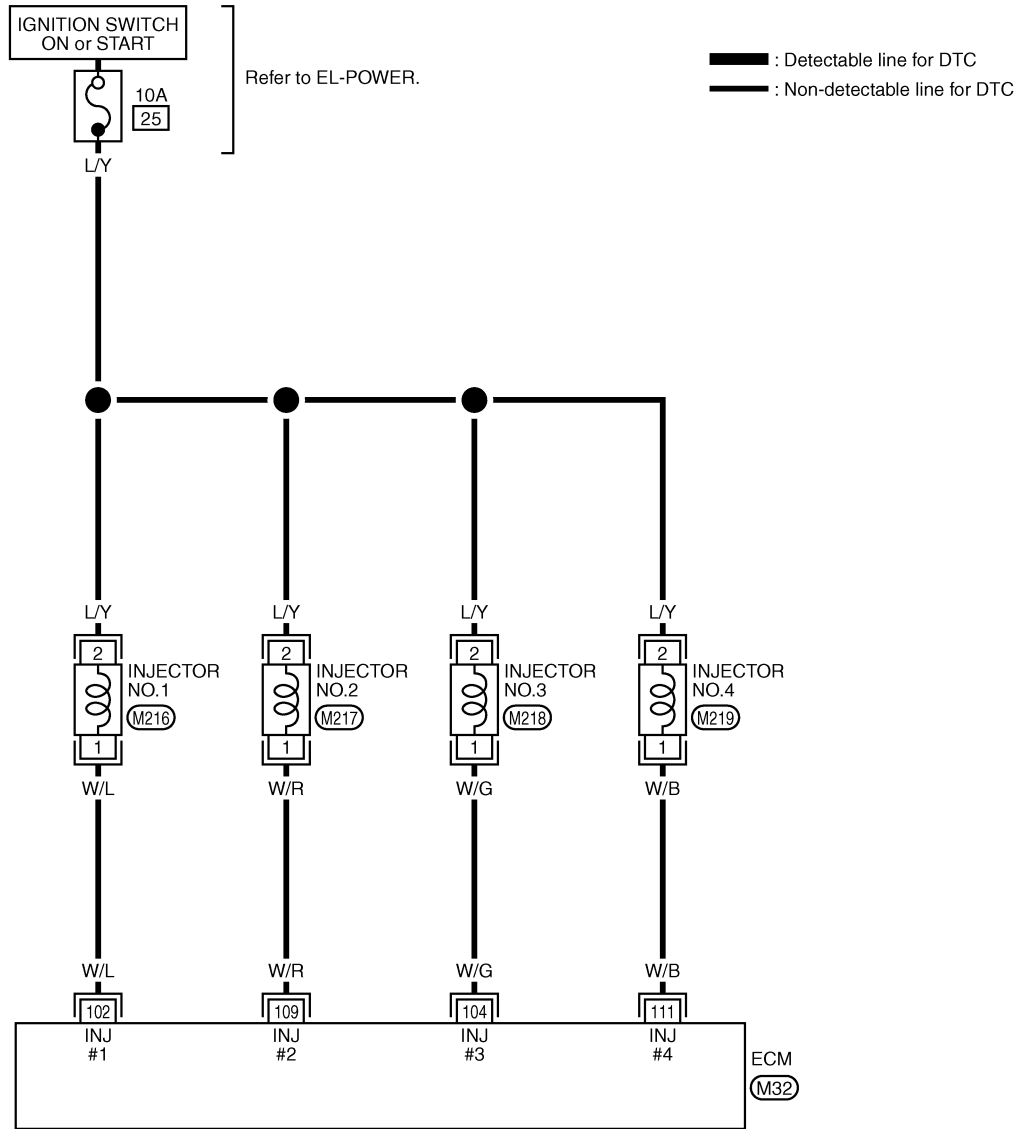 IGNITION SWITCH
ON or START
10A
25
Refer to EL-POWER.
: Detectable line for DTC
: Non-detectable line for DTC
L/Y
L/Y
L/Y
L/Y
L/Y
2
2
2
2
INJECTOR
NO.1
M216
INJECTOR
NO.2
M217
INJECTOR
NO.3
M218
INJECTOR
NO.4
M219
1
1
1
1
W/L
W/R
W/G
W/B
W/L
W/R
W/G
W/B
102
109
104
111
INJ
#1
INJ
#2
INJ
#3
INJ
#4
ECM
M32